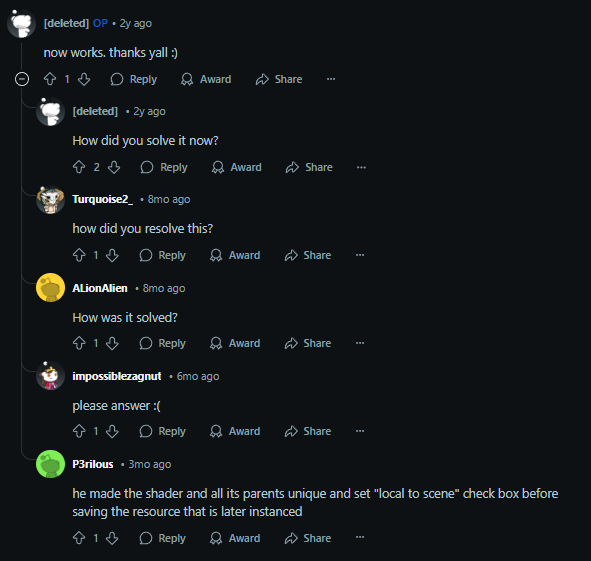 [deleted] OP • 2y ago
now works. thanks yall :)
1 Reply Award Share ...
[deleted] • 2y ago
How did you solve it now?
2 Reply Award Share ...
Turquoise2_ • 8mo ago
how did you resolve this?
1 Reply Award Share ...
ALionAlien • 8mo ago
How was it solved?
1 Reply Award Share ...
impossiblezagnut • 6mo ago
please answer :(
1 Reply Award Share ...
P3rilous • 3mo ago
he made the shader and all its parents unique and set "local to scene" check box before
saving the resource that is later instanced
1 Reply Award Share ...